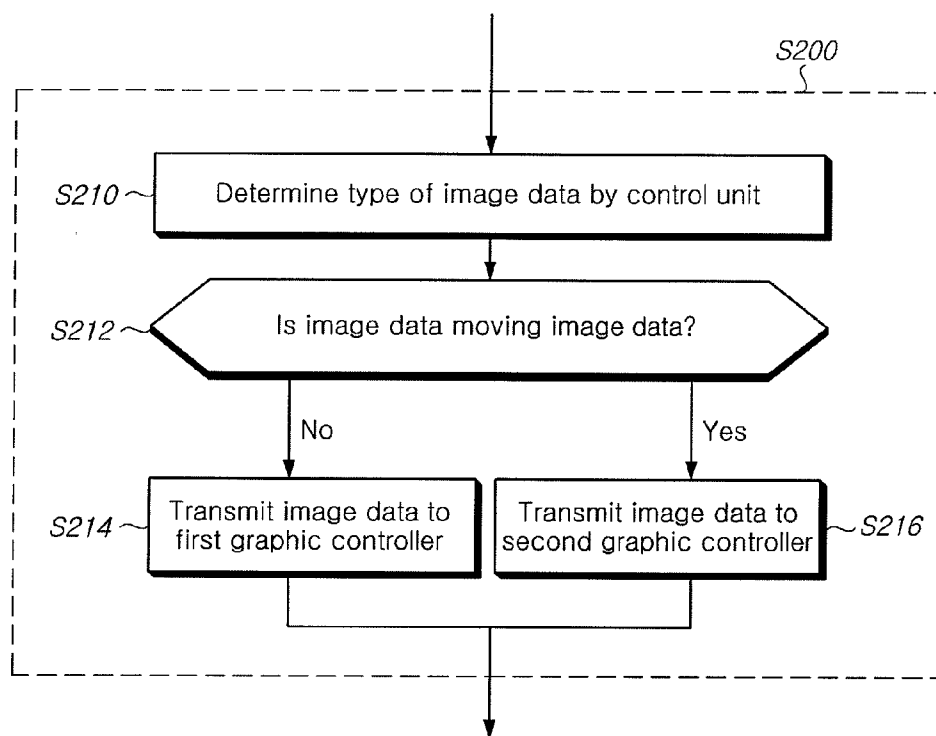 S200
S210
Determine type of image data by control unit
S212
Is image data moving image data?
No
Yes
S214
Transmit image data to
first graphic controller
Transmit image data to
second graphic controller
S216